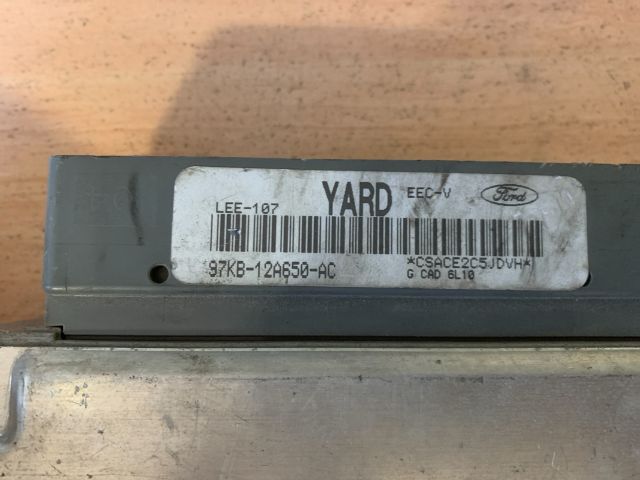 YARD EEC-V Ford
LEE-107
97KB-12A650-AC *CSACE2C5JDVH*
G CAD 6L10